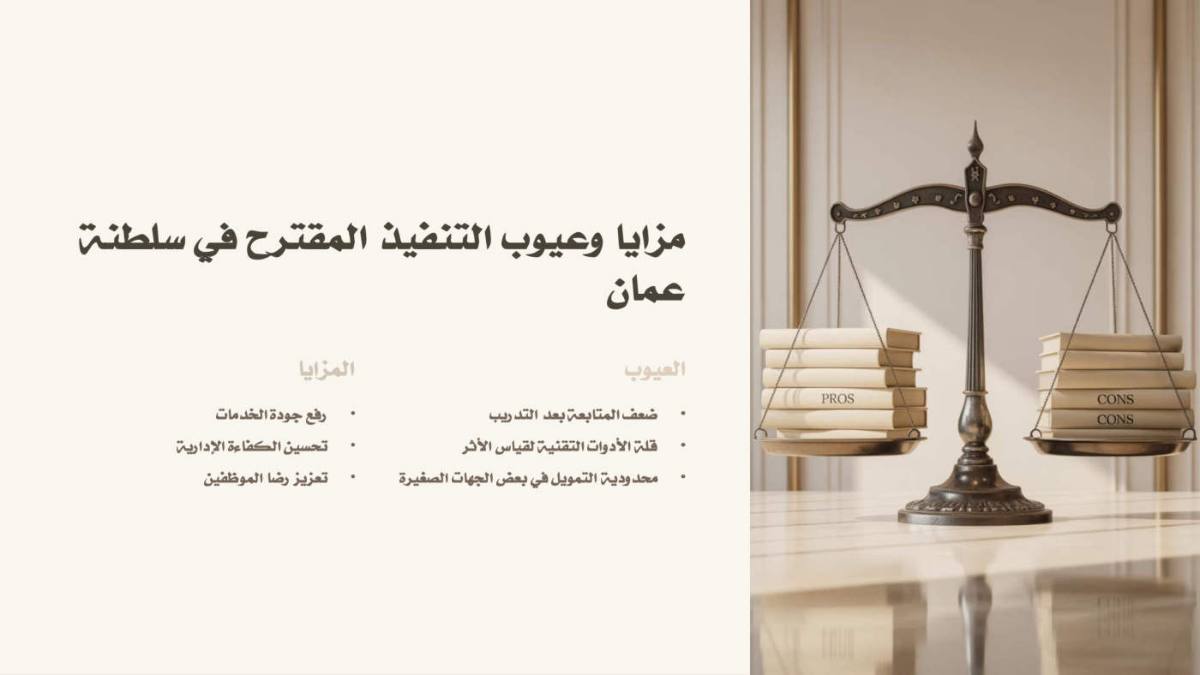 مزايا وعيوب التنفيذ المقترح في سلطنة
عمان
العيوب
• ضعف المتابعة بعد التدريب
• قلة الأدوات التقنية لقياس الأثر
• محدودية التمويل في بعض الجهات الصغيرة
المزايا
• رفع جودة الخدمات
• تحسين الكفاءة الإدارية
• تعزيز رضا الموظفين
PROS
CONS
CONS